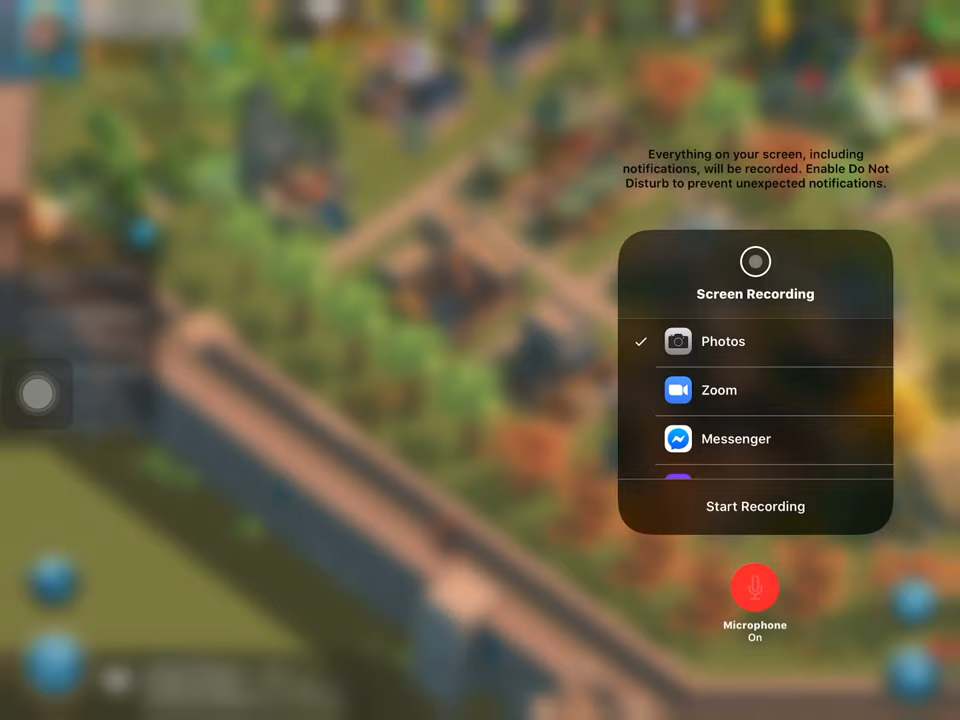 Everything on your screen, including
notifications, will be recorded. Enable Do Not
Disturb to prevent unexpected notifications.
Screen Recording
Photos
Zoom
Messenger
Start Recording
Microphone
On